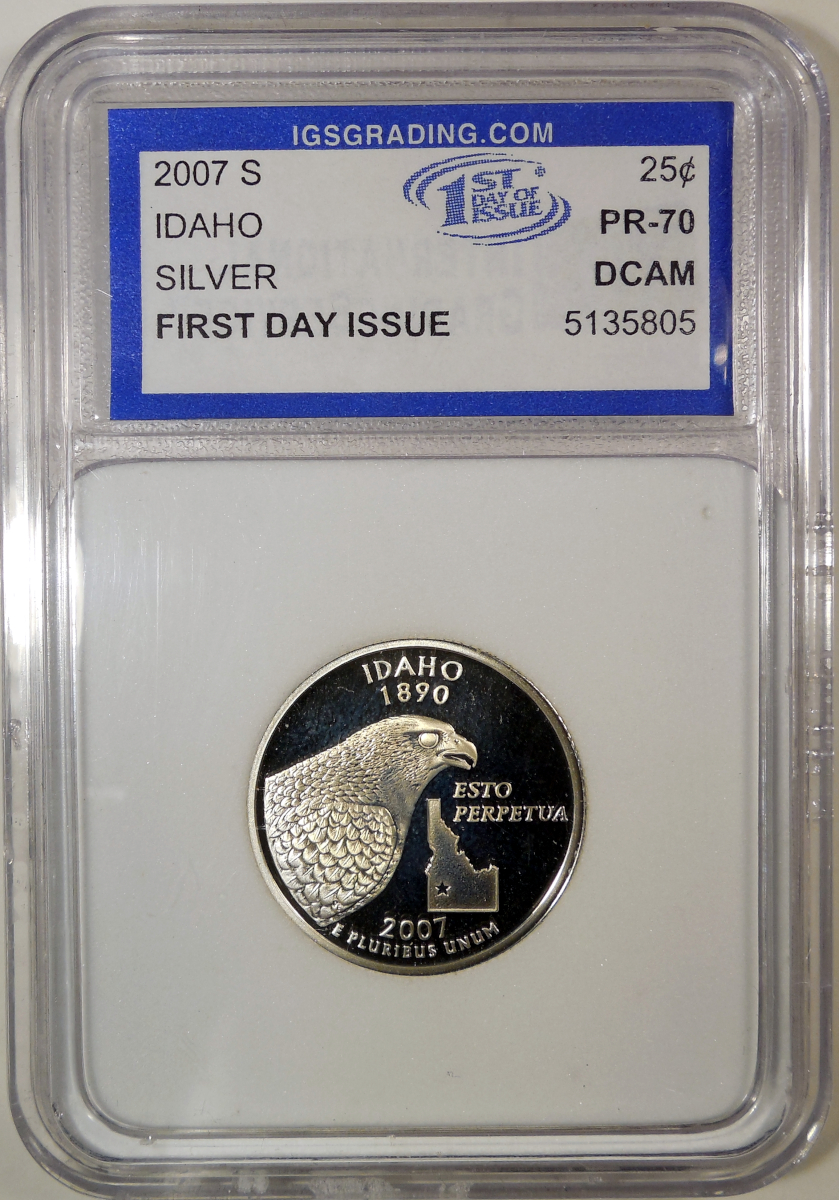 IGSGRADING.COM
2007 S
1ST DAY OF ISSUE
25¢
IDAHO
PR-70
SILVER
DCAM
FIRST DAY ISSUE
5135805
IDAHO
1890
ESTO
PERPETUA
2007
E PLURIBUS UNUM